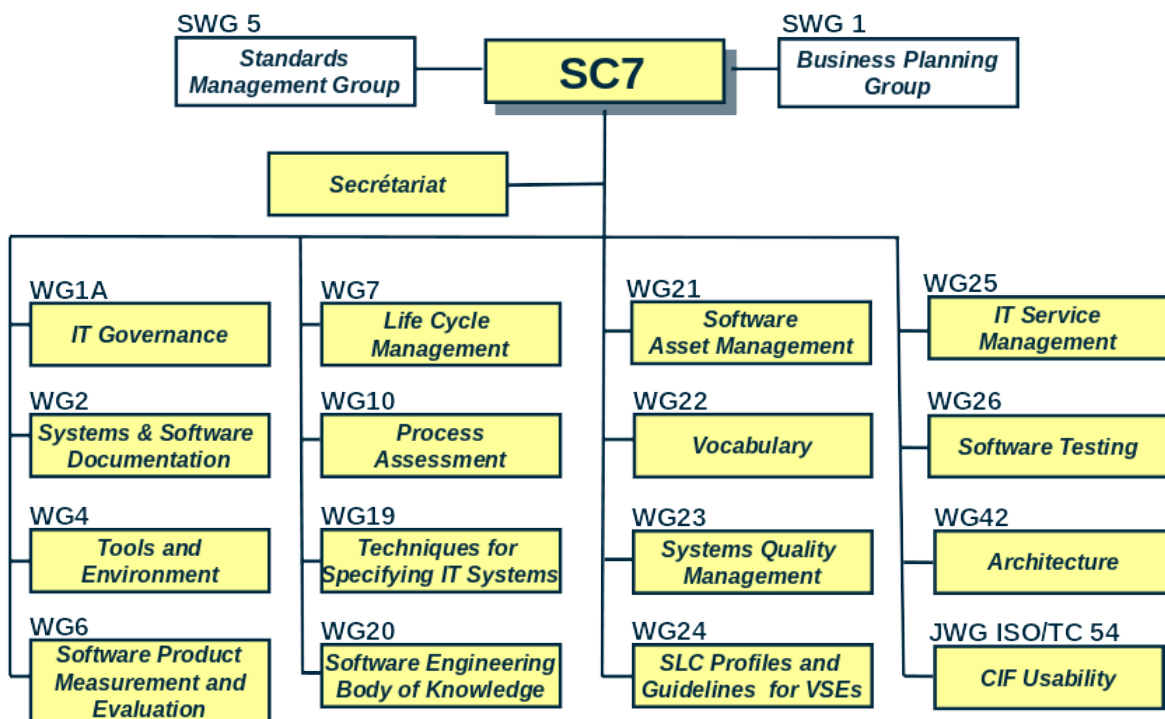 SWG 5
Standards
Management Group
SC7
SWG 1
Business Planning
Group
Secrétariat
WG1A
IT Governance
WG2
Systems & Software
Documentation
WG4
Tools and
Environment
WG6
Software Product
Measurement and
Evaluation
WG7
Life Cycle
Management
WG10
Process
Assessment
WG19
Techniques for
Specifying IT Systems
WG20
Software Engineering
Body of Knowledge
WG21
Software
Asset Management
WG22
Vocabulary
WG23
Systems Quality
Management
WG24
SLC Profiles and
Guidelines for VSEs
WG25
IT Service
Management
WG26
Software Testing
WG42
Architecture
JWG ISO/TC 54
CIF Usability